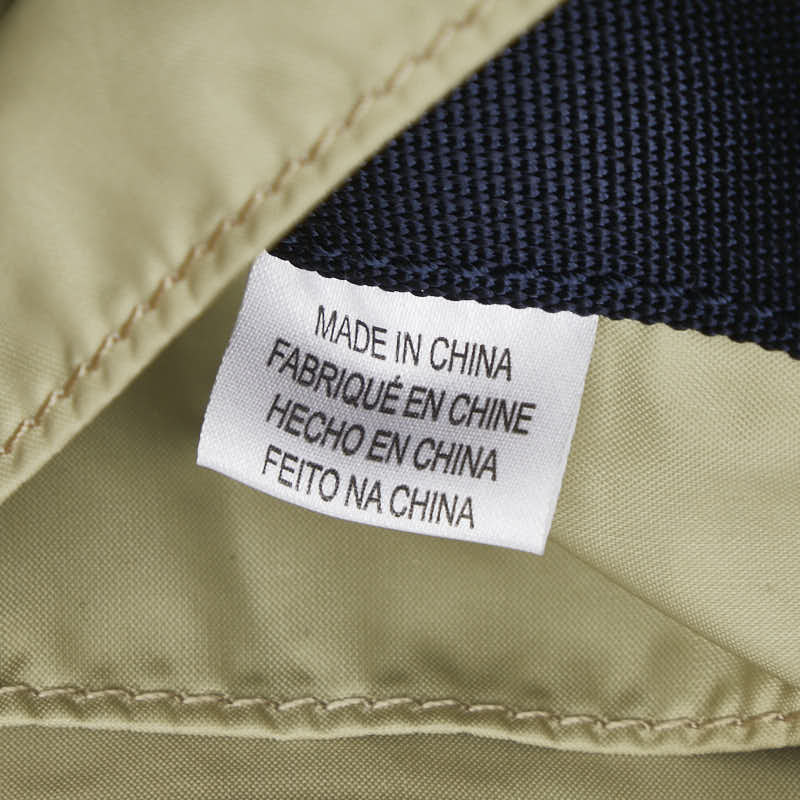 MADE IN CHINA
FABRIQUÉ EN CHINE
HECHO EN CHINA
FEITO NA CHINA